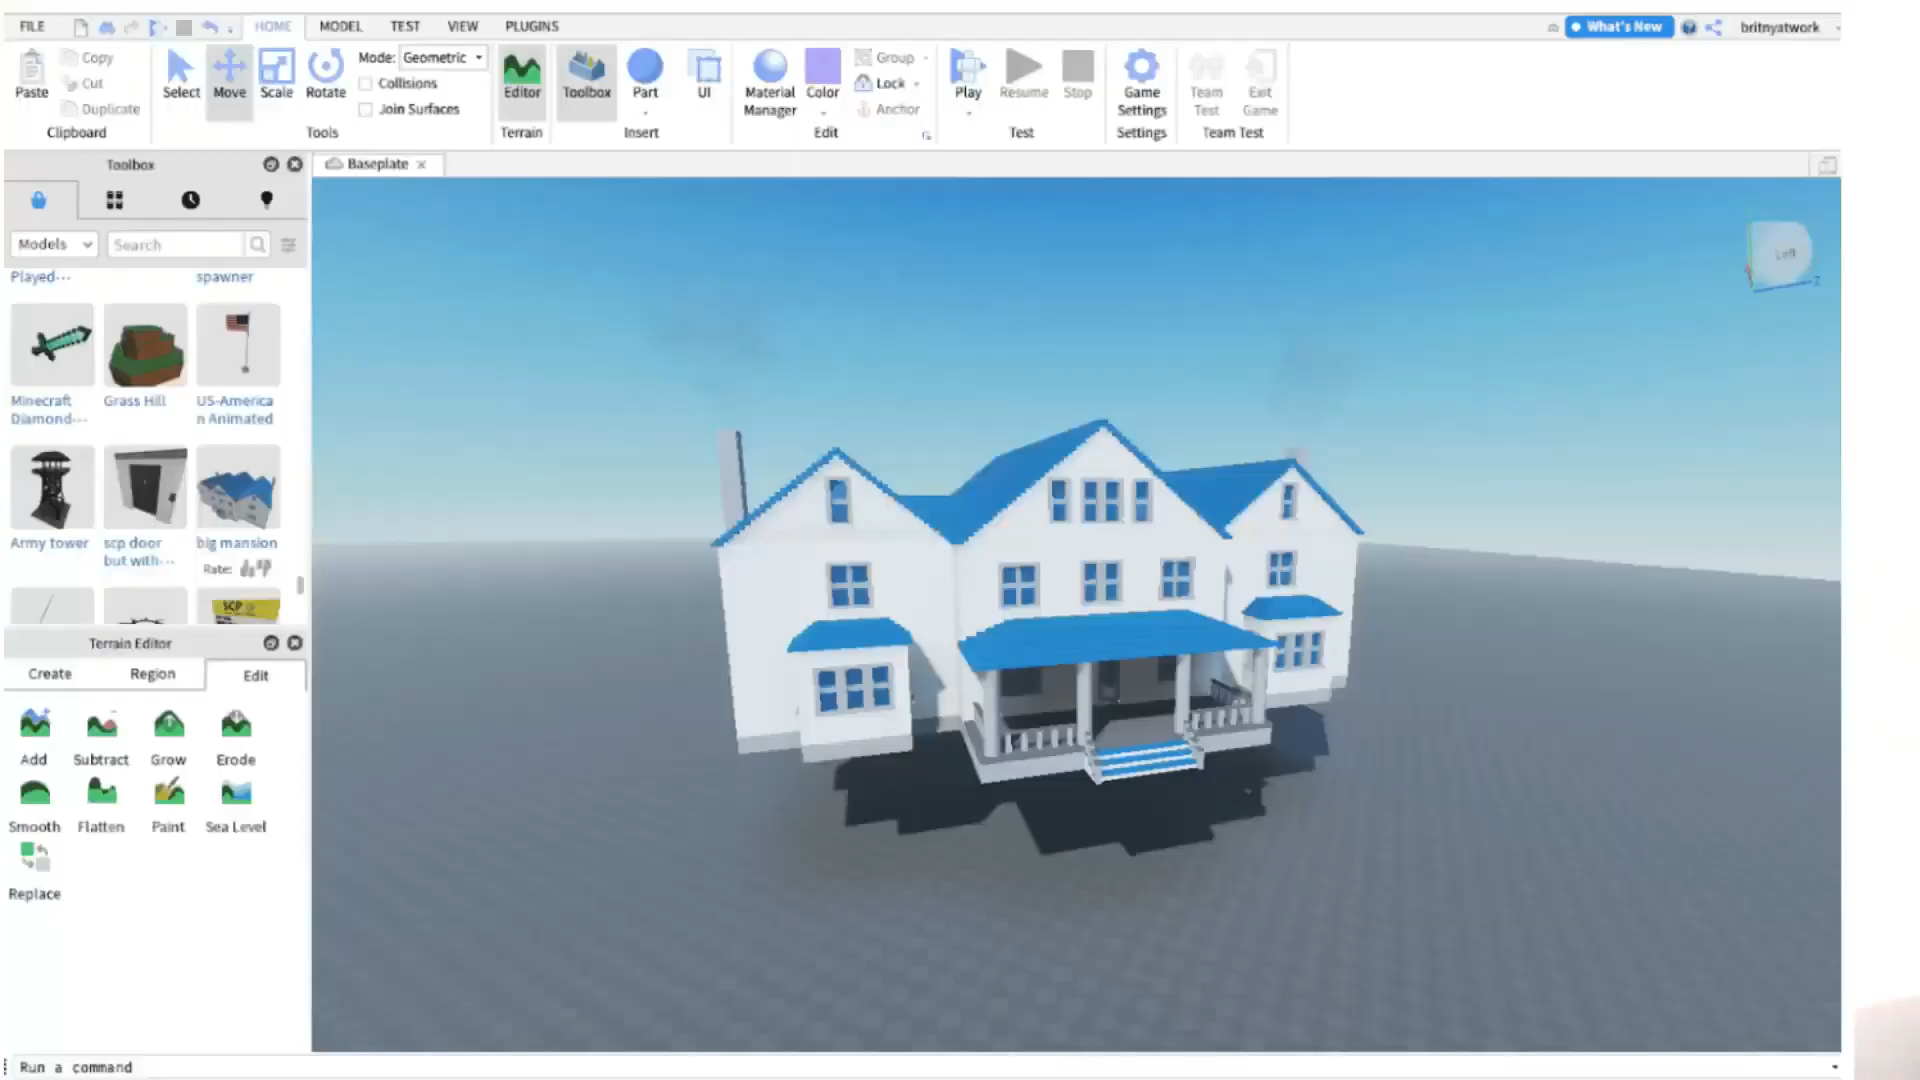 FILE HOME MODEL TEST VIEW PLUGINS What's New britnyatwork
Paste Copy Cut Duplicate Select Move Scale Rotate Mode: Geometric Collisions Join Surfaces Editor Toolbox Part UI Material Manager Color Group Lock Anchor Play Resume Stop Game Settings Team Test Exit Game
Clipboard Tools Terrain Insert Edit Test Settings Team Test
Toolbox Baseplate
Models Search
Played... spawner
Left
Z
Minecraft Diamond... Grass Hill US-America n Animated
Army tower scp door but with... big mansion
Rate:
SCP
Terrain Editor
Create Region Edit
Add Subtract Grow Erode
Smooth Flatten Paint Sea Level
Replace
Run a command